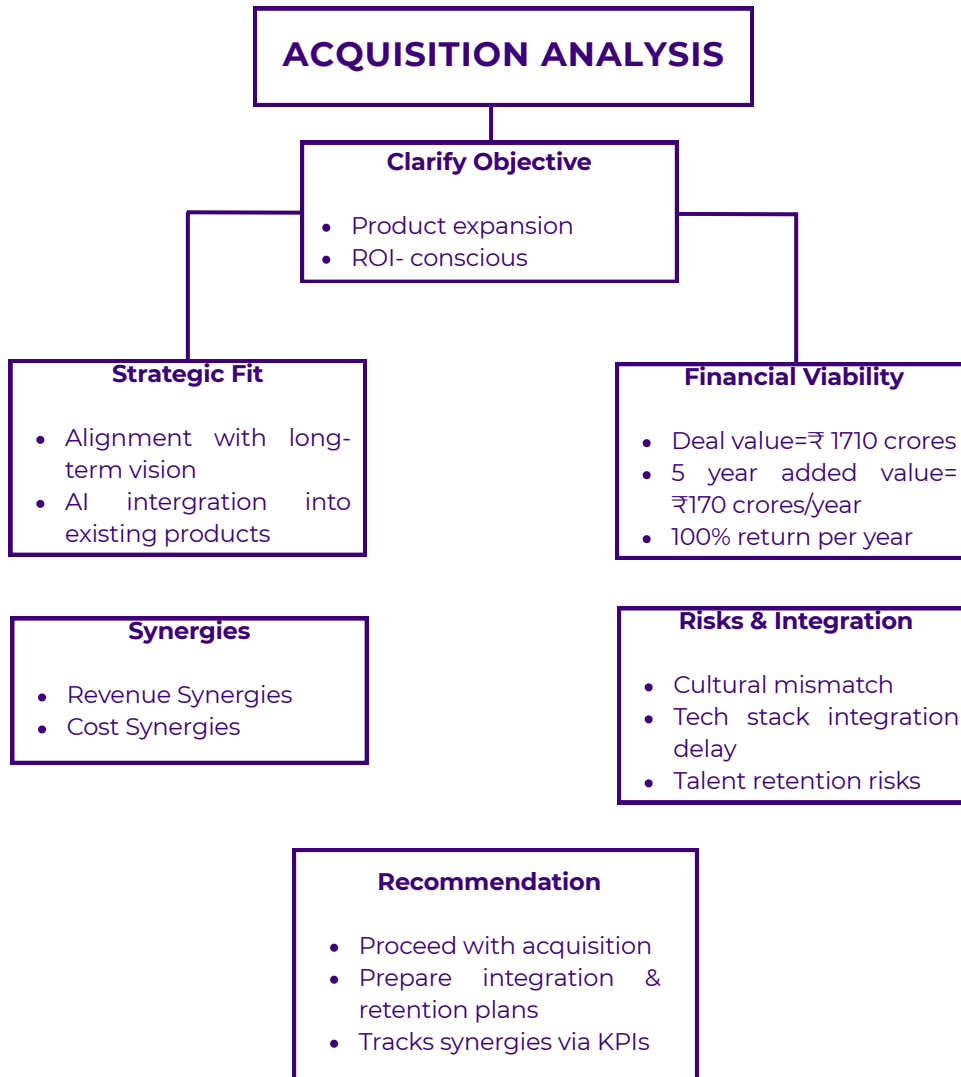 ACQUISITION ANALYSIS
Clarify Objective
• Product expansion
• ROI- conscious
Strategic Fit
• Alignment with long-
term vision
• AI intergration into
existing products
Financial Viability
• Deal value=₹ 1710 crores
• 5 year added value=
₹170 crores/year
• 100% return per year
Synergies
• Revenue Synergies
• Cost Synergies
Risks & Integration
• Cultural mismatch
• Tech stack integration
delay
• Talent retention risks
Recommendation
• Proceed with acquisition
• Prepare integration &
retention plans
• Tracks synergies via KPIs